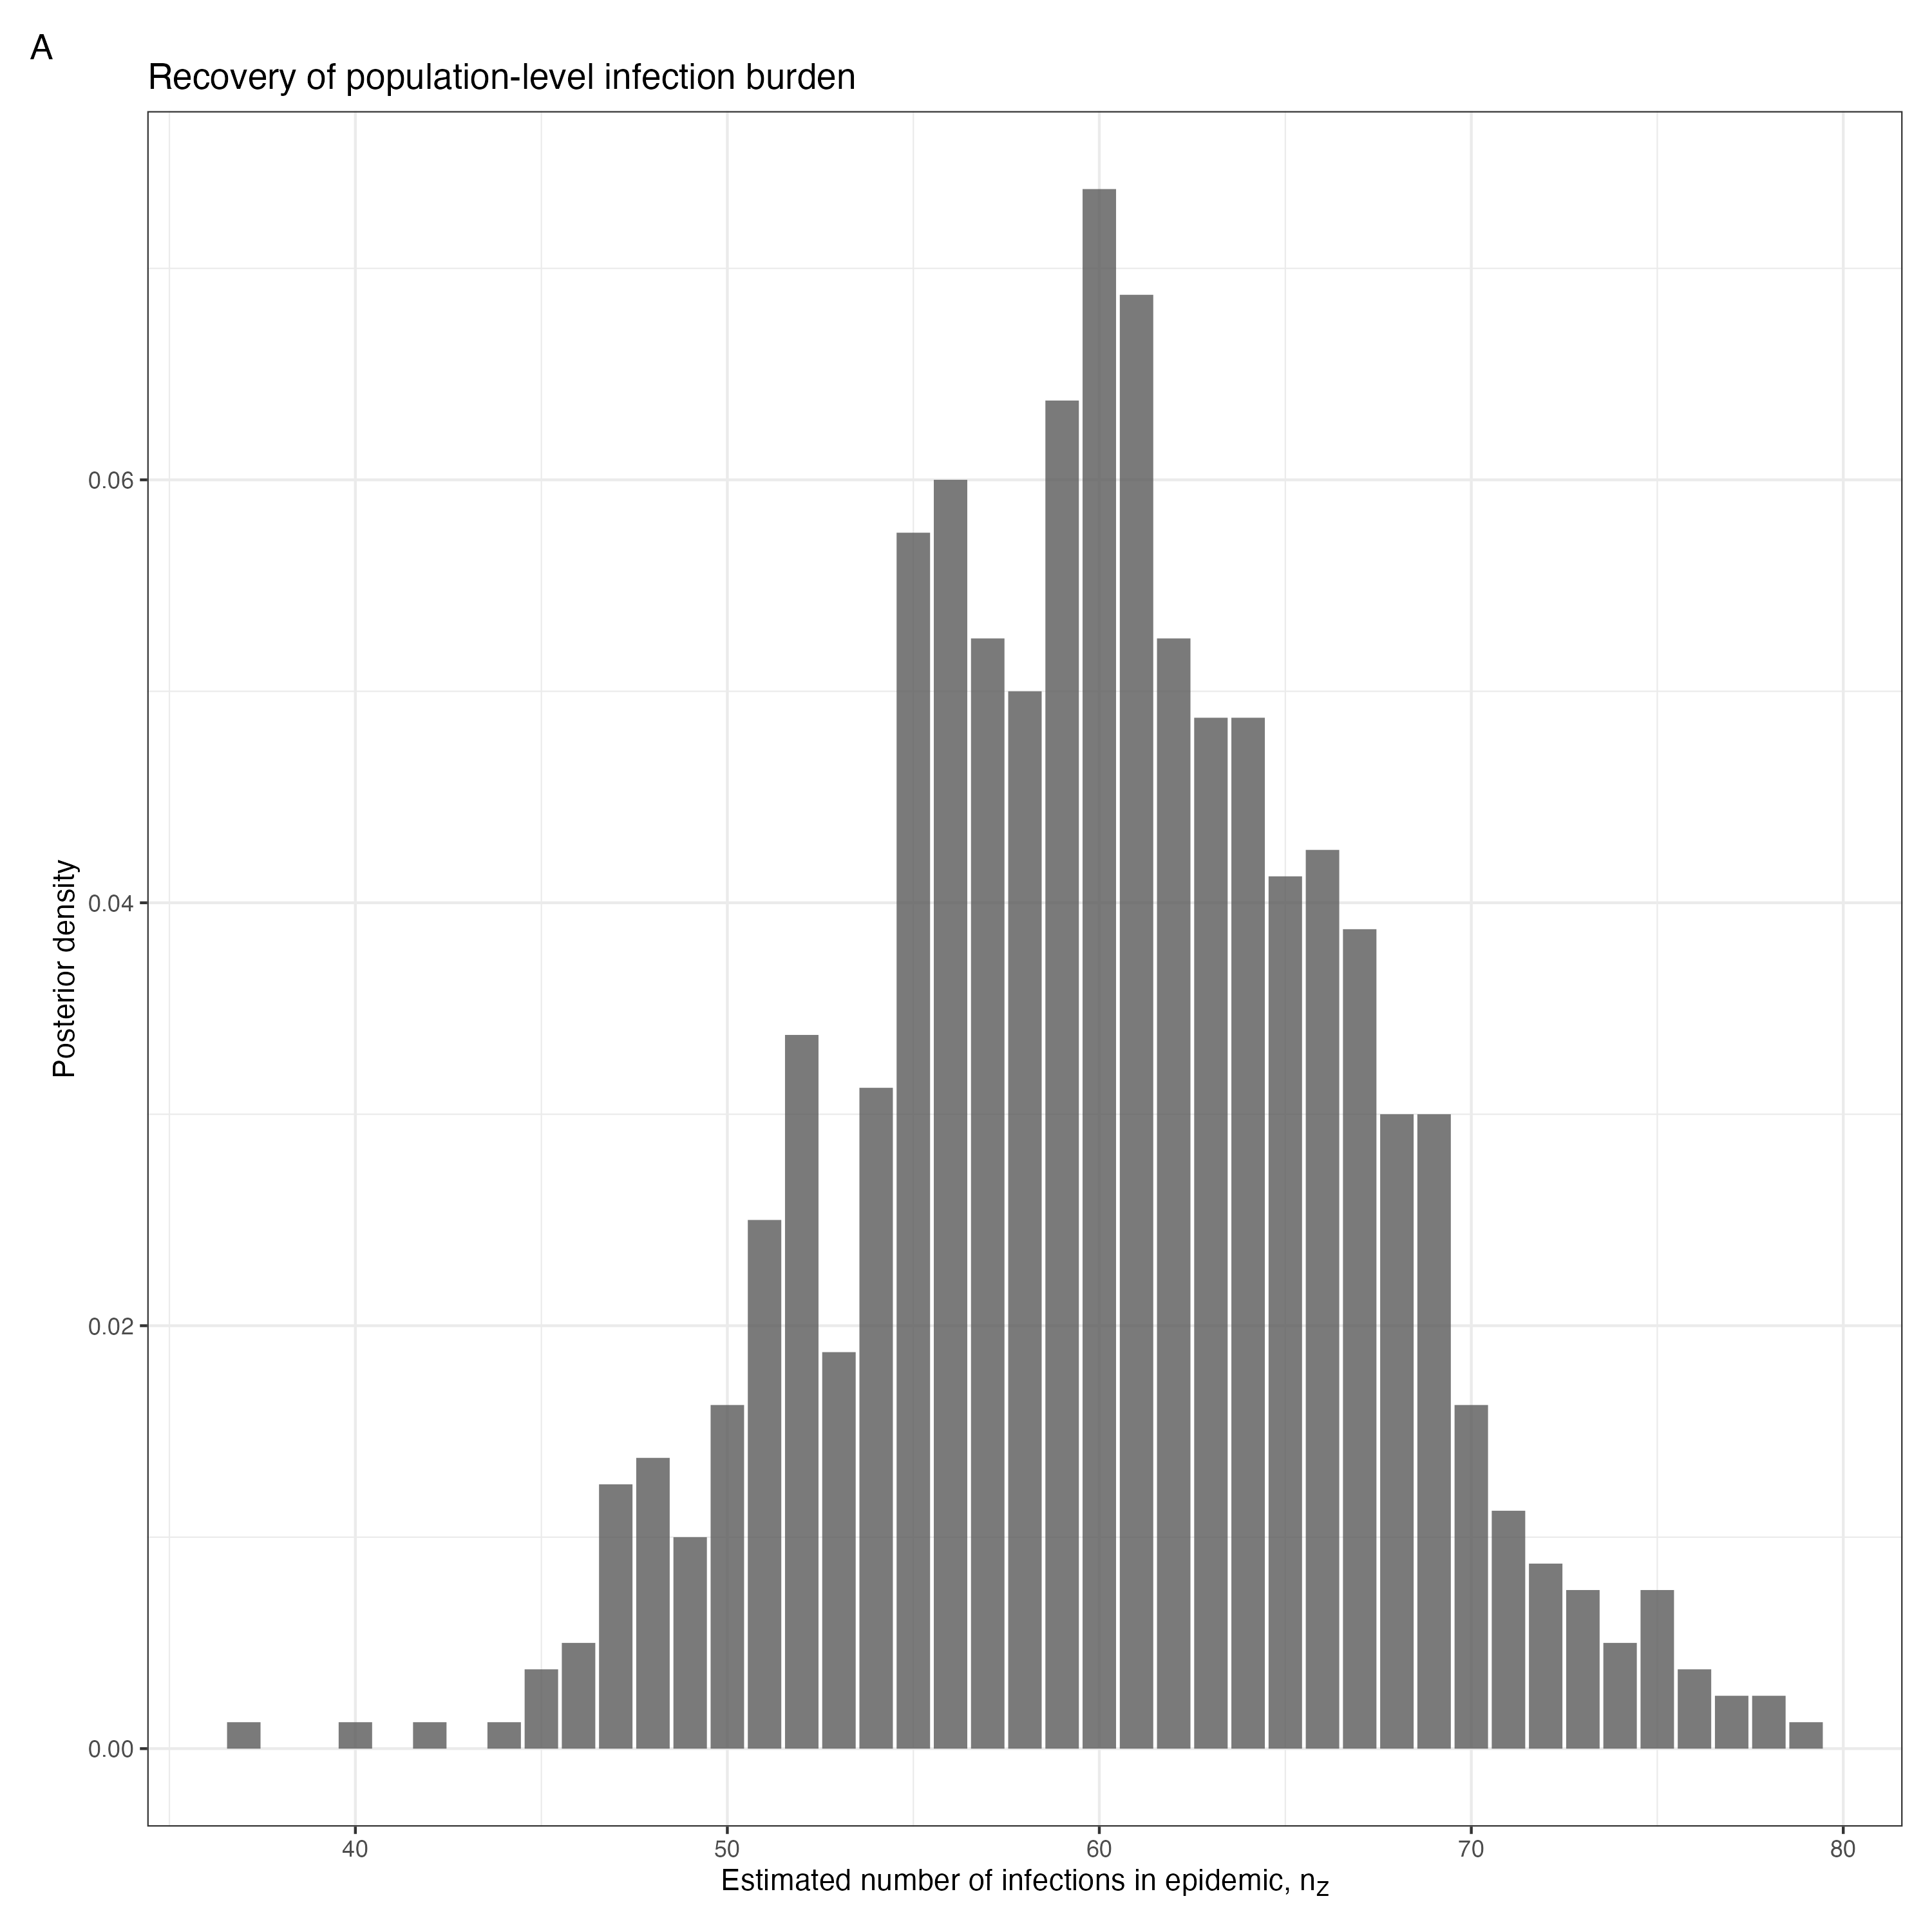 A
Recovery of population-level infection burden
Posterior density
0.06
0.04
0.02
0.00
40 50 60 70 80
Estimated number of infections in epidemic, nz